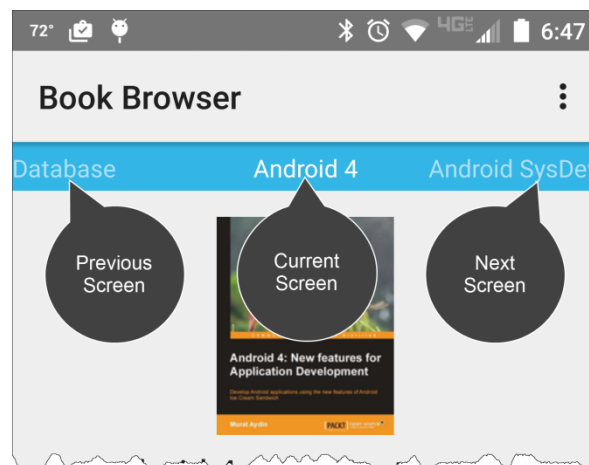 72°
4G
6:47
Book Browser
Database
Android 4
Android SysDe
Previous
Screen
Current
Screen
Next
Screen
Android 4: New features for
Application Development
Develop Android applications using the new features of Android
Ice Cream Sandwich
Murat Aydin
PACKT